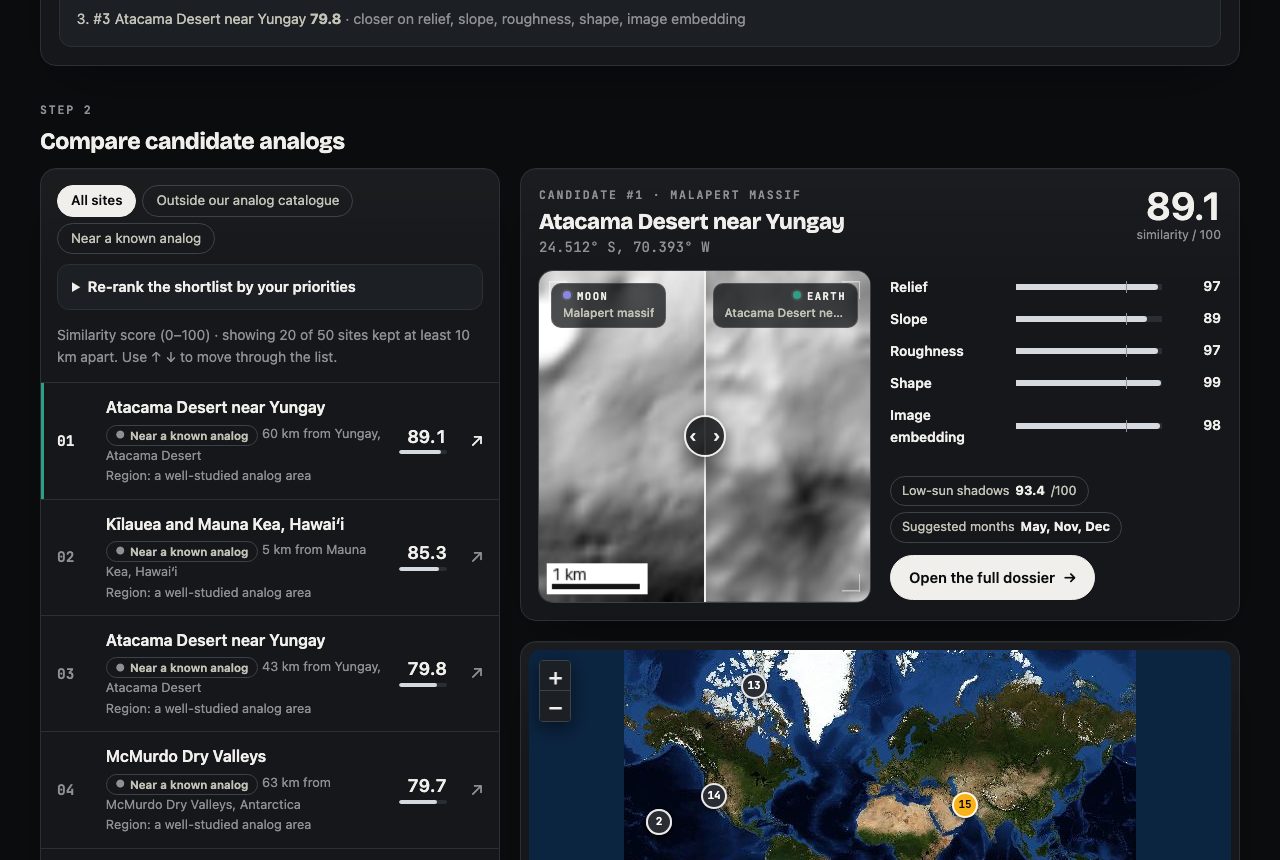 3. #3 Atacama Desert near Yungay 79.8 · closer on relief, slope, roughness, shape, image embedding
STEP 2
Compare candidate analogs
All sites
Outside our analog catalogue
Near a known analog
Re-rank the shortlist by your priorities
Similarity score (0–100) · showing 20 of 50 sites kept at least 10
km apart. Use ↑ ↓ to move through the list.
01
Atacama Desert near Yungay
Near a known analog 60 km from Yungay,
Atacama Desert
Region: a well-studied analog area
89.1
02
Kīlauea and Mauna Kea, Hawaiʻi
Near a known analog 5 km from Mauna
Kea, Hawaiʻi
Region: a well-studied analog area
85.3
03
Atacama Desert near Yungay
Near a known analog 43 km from Yungay,
Atacama Desert
Region: a well-studied analog area
79.8
04
McMurdo Dry Valleys
Near a known analog 63 km from
McMurdo Dry Valleys, Antarctica
Region: a well-studied analog area
79.7
CANDIDATE #1 · MALAPERT MASSIF
Atacama Desert near Yungay
24.512° S, 70.393° W
89.1
similarity / 100
MOON
Malapert massif
EARTH
Atacama Desert ne...
1 km
Relief 97
Slope 89
Roughness 97
Shape 99
Image
embedding 98
Low-sun shadows 93.4 /100
Suggested months May, Nov, Dec
Open the full dossier →
+
−
13
14
15
2